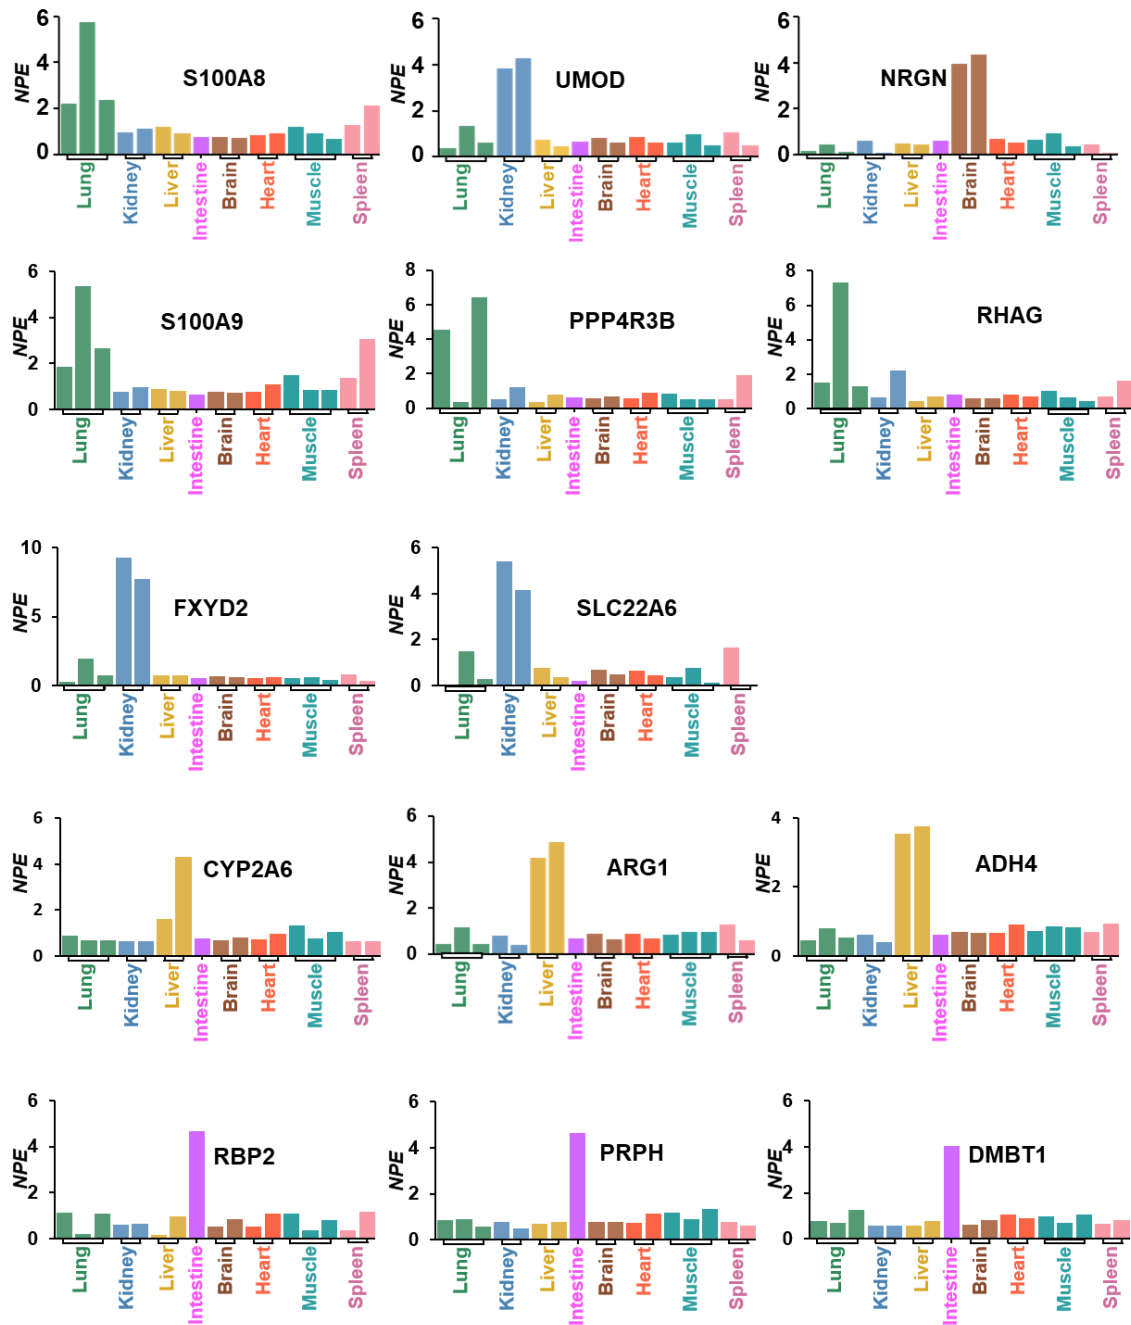 S100A8
NPE
6
4
2
0
Lung
Kidney
Liver
Intestine
Brain
Heart
Muscle
Spleen
UMOD
NPE
6
4
2
0
Lung
Kidney
Liver
Intestine
Brain
Heart
Muscle
Spleen
NRGN
NPE
6
4
2
0
Lung
Kidney
Liver
Intestine
Brain
Heart
Muscle
Spleen
S100A9
NPE
6
4
2
0
Lung
Kidney
Liver
Intestine
Brain
Heart
Muscle
Spleen
PPP4R3B
NPE
8
6
4
2
0
Lung
Kidney
Liver
Intestine
Brain
Heart
Muscle
Spleen
RHAG
NPE
8
6
4
2
0
Lung
Kidney
Liver
Intestine
Brain
Heart
Muscle
Spleen
FXYD2
NPE
10
5
0
Lung
Kidney
Liver
Intestine
Brain
Heart
Muscle
Spleen
SLC22A6
NPE
6
4
2
0
Lung
Kidney
Liver
Intestine
Brain
Heart
Muscle
Spleen
CYP2A6
NPE
6
4
2
0
Lung
Kidney
Liver
Intestine
Brain
Heart
Muscle
Spleen
ARG1
NPE
6
4
2
0
Lung
Kidney
Liver
Intestine
Brain
Heart
Muscle
Spleen
ADH4
NPE
4
2
0
Lung
Kidney
Liver
Intestine
Brain
Heart
Muscle
Spleen
RBP2
NPE
6
4
2
0
Lung
Kidney
Liver
Intestine
Brain
Heart
Muscle
Spleen
PRPH
NPE
6
4
2
0
Lung
Kidney
Liver
Intestine
Brain
Heart
Muscle
Spleen
DMBT1
NPE
6
4
2
0
Lung
Kidney
Liver
Intestine
Brain
Heart
Muscle
Spleen